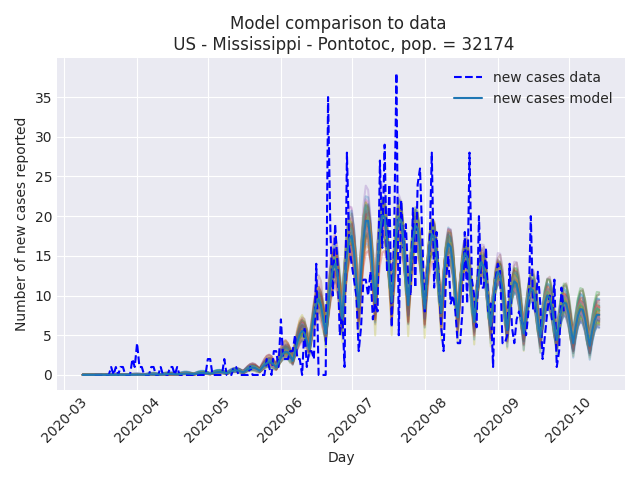 Model comparison to data
US - Mississippi - Pontotoc, pop. = 32174
new cases data
new cases model
Number of new cases reported
35
30
25
20
15
10
5
0
2020-03
2020-04
2020-05
2020-06
2020-07
2020-08
2020-09
2020-10
Day